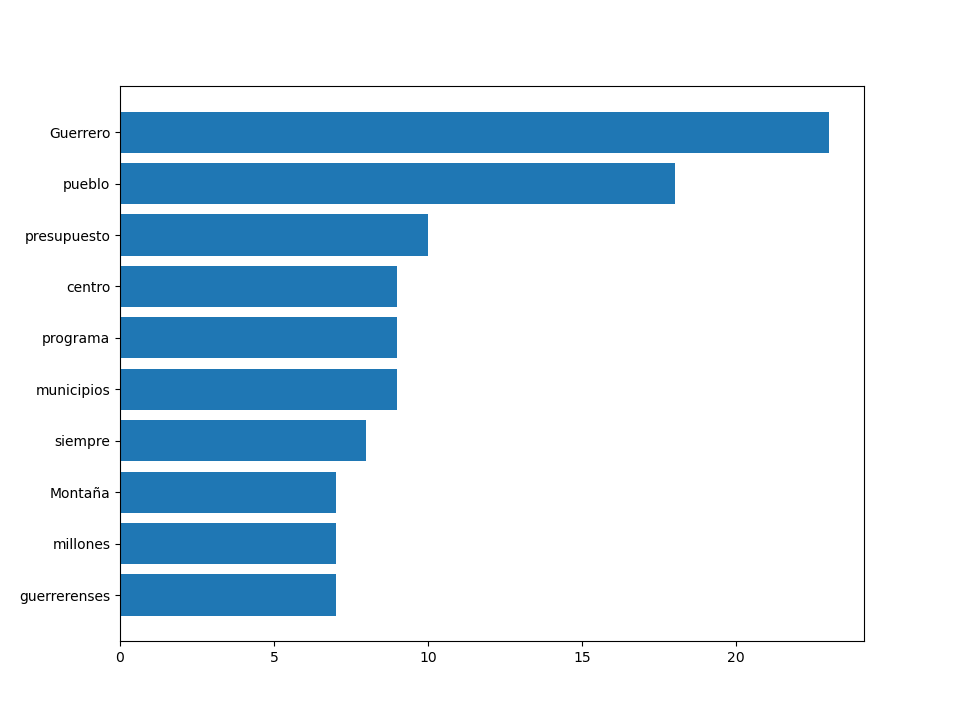 Guerrero
pueblo
presupuesto
centro
programa
municipios
siempre
Montaña
millones
guerrerenses
0 5 10 15 20